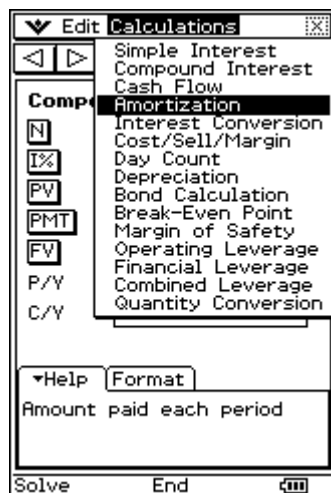 Edit Calculations
Simple Interest
Compound Interest
Cash Flow
Compo
Amortization
N
Interest Conversion
Cost/Sell/Margin
I%
Day Count
Depreciation
PV
Bond Calculation
PMT
Break-Even Point
Margin of Safety
FV
Operating Leverage
Financial Leverage
P/Y
Combined Leverage
Quantity Conversion
C/Y
Help Format
Amount paid each period
Solve End